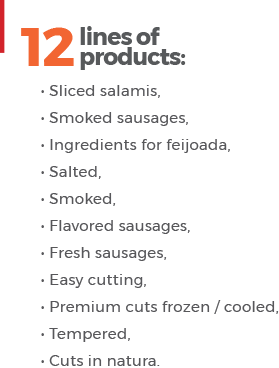 12 lines of
products:
· Sliced salamis,
· Smoked sausages,
· Ingredients for feijoada,
· Salted,
· Smoked,
· Flavored sausages,
· Fresh sausages,
· Easy cutting,
· Premium cuts frozen / cooled,
· Tempered,
· Cuts in natura.